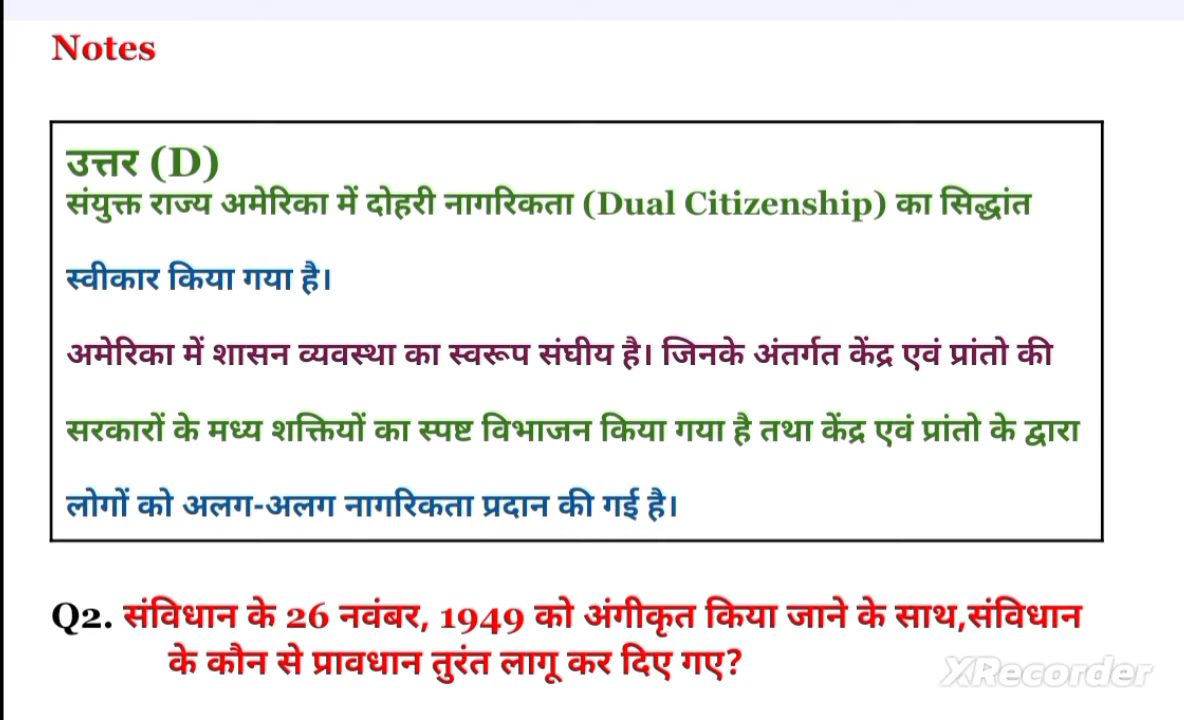 Notes
उत्तर (D)
संयुक्त राज्य अमेरिका में दोहरी नागरिकता (Dual Citizenship) का सिद्धांत
स्वीकार किया गया है।
अमेरिका में शासन व्यवस्था का स्वरूप संघीय है। जिनके अंतर्गत केंद्र एवं प्रांतो की
सरकारों के मध्य शक्तियों का स्पष्ट विभाजन किया गया है तथा केंद्र एवं प्रांतो के द्वारा
लोगों को अलग-अलग नागरिकता प्रदान की गई है।
Q2. संविधान के 26 नवंबर, 1949 को अंगीकृत किया जाने के साथ,संविधान
के कौन से प्रावधान तुरंत लागू कर दिए गए?
XRecorder